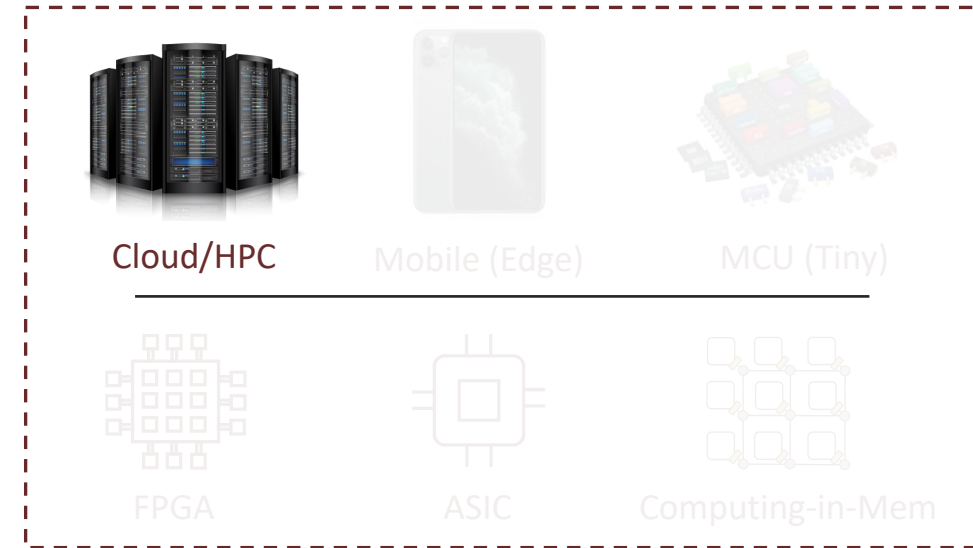 Cloud/HPC
Mobile (Edge)
MCU (Tiny)
FPGA
ASIC
Computing-in-Mem